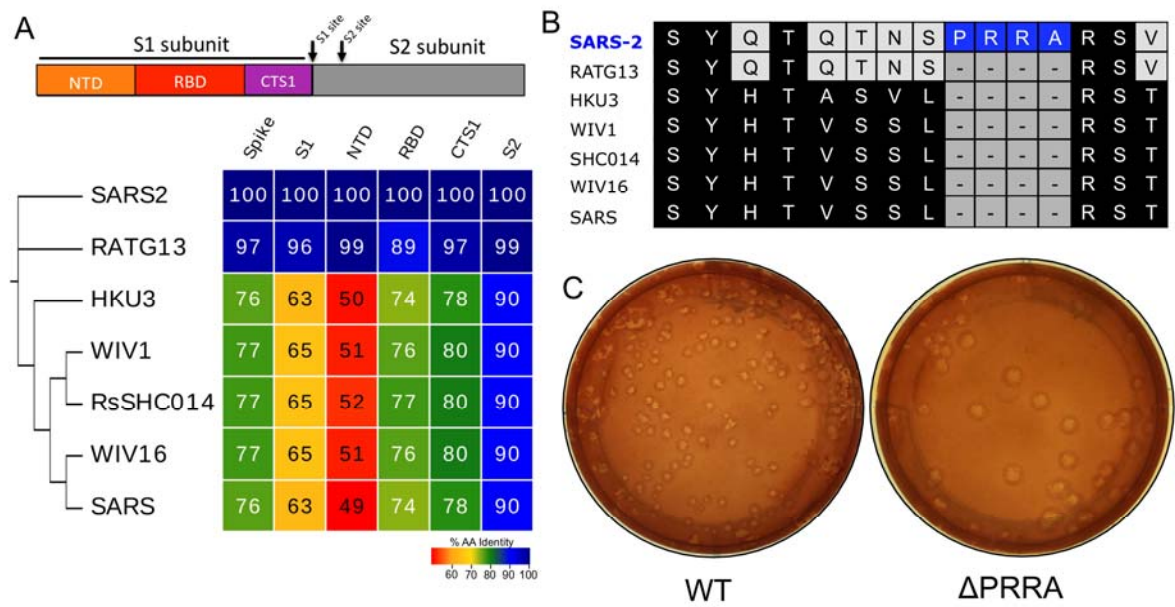 A
S1 subunit
S1 site
S2 site
S2 subunit
NTD RBD CTS1
Spike S1 NTD RBD CTS1 S2
SARS2 100 100 100 100 100 100
RATG13 97 96 99 89 97 99
HKU3 76 63 50 74 78 90
WIV1 77 65 51 76 80 90
RsSHC014 77 65 52 77 80 90
WIV16 77 65 51 76 80 90
SARS 76 63 49 74 78 90
% AA Identity
60 70 80 90 100
B
SARS-2 S Y Q T Q T N S P R R A R S V
RATG13 S Y Q T Q T N S - - - - R S V
HKU3 S Y H T A S V L - - - - R S T
WIV1 S Y H T V S S L - - - - R S T
SHC014 S Y H T V S S L - - - - R S T
WIV16 S Y H T V S S L - - - - R S T
SARS S Y H T V S S L - - - - R S T
C
WT ΔPRRA